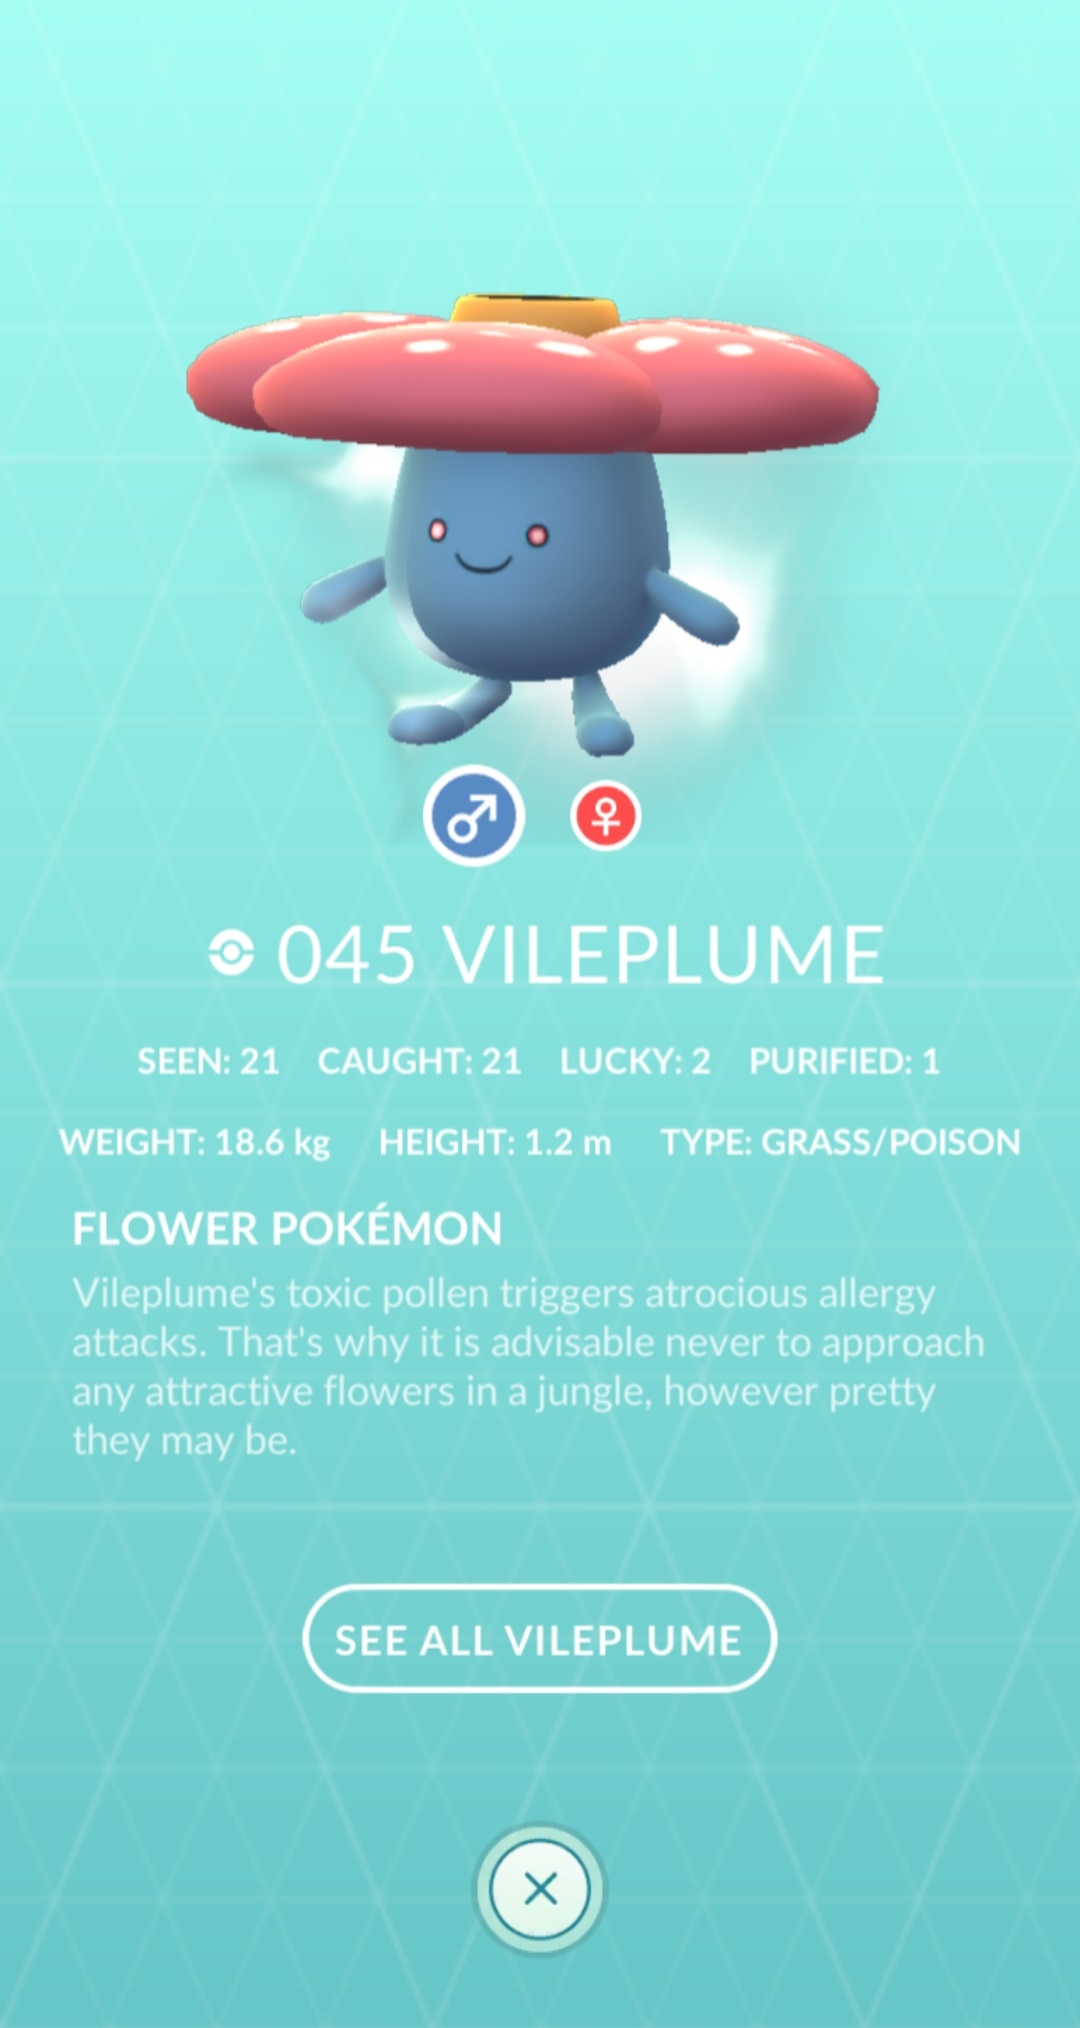 045 VILEPLUME
SEEN: 21 CAUGHT: 21 LUCKY: 2 PURIFIED: 1
WEIGHT: 18.6 kg HEIGHT: 1.2 m TYPE: GRASS/POISON
FLOWER POKÉMON
Vileplume's toxic pollen triggers atrocious allergy
attacks. That's why it is advisable never to approach
any attractive flowers in a jungle, however pretty
they may be.
SEE ALL VILEPLUME